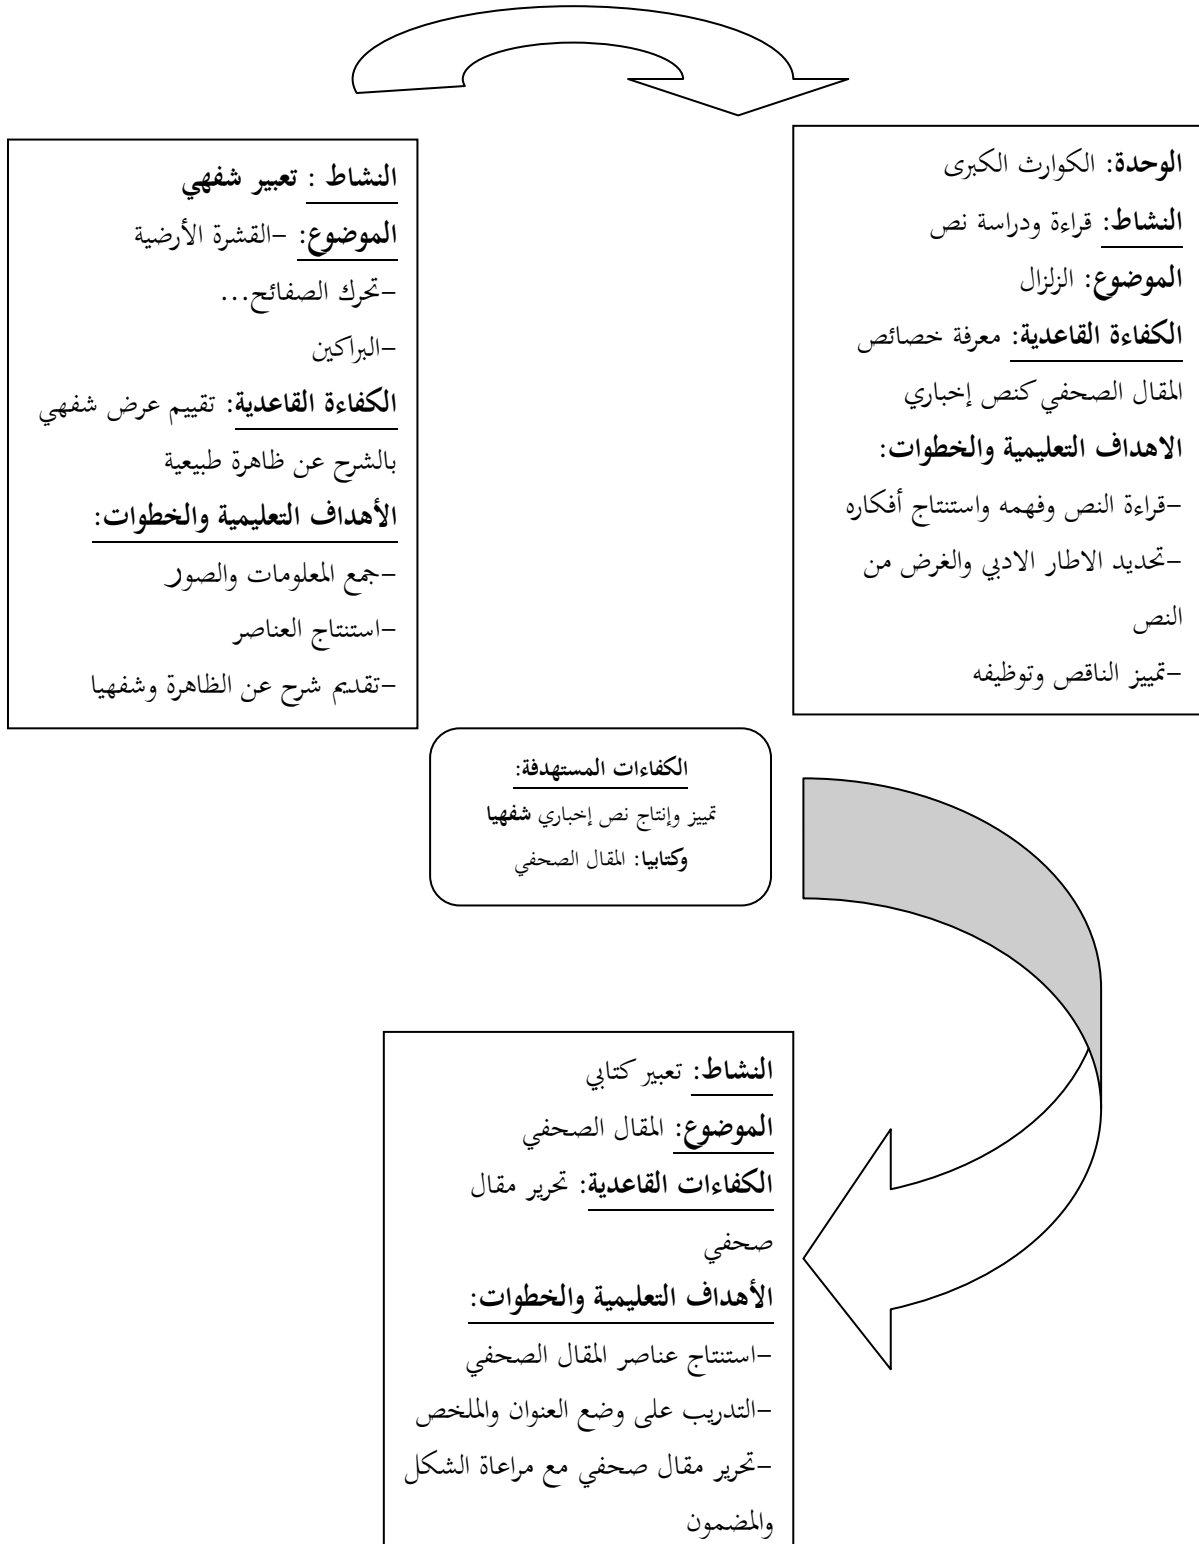 الوحدة: الكوارث الكبرى
النشاط: قراءة ودراسة نص
الموضوع: الزلزال
الكفاءة القاعدية: معرفة خصائص
المقال الصحفي كنص إخباري
الاهداف التعليمية والخطوات:
-قراءة النص وفهمه واستنتاج أفكاره
-تحديد الاطار الادبي والغرض من
النص
-تمييز الناقص وتوظيفه
النشاط : تعبير شفهي
الموضوع: -القشرة الأرضية
-تحرك الصفائح...
-البراكين
الكفاءة القاعدية: تقييم عرض شفهي
بالشرح عن ظاهرة طبيعية
الأهداف التعليمية والخطوات:
-جمع المعلومات والصور
-استنتاج العناصر
-تقديم شرح عن الظاهرة وشفهيا
الكفاءات المستهدفة:
تمييز وإنتاج نص إخباري شفهيا
وكتابيا: المقال الصحفي
النشاط: تعبير كتابي
الموضوع: المقال الصحفي
الكفاءات القاعدية: تحرير مقال
صحفي
الأهداف التعليمية والخطوات:
-استنتاج عناصر المقال الصحفي
-التدريب على وضع العنوان والملخص
-تحرير مقال صحفي مع مراعاة الشكل
والمضمون